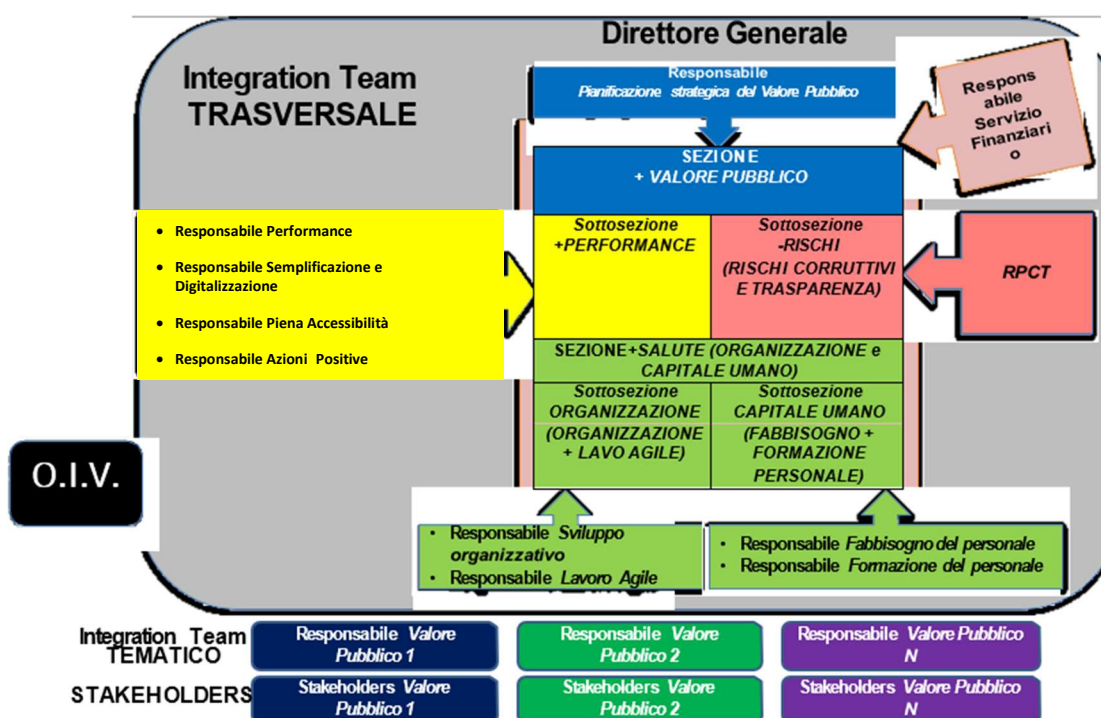 Direttore Generale
Integration Team
TRASVERSALE
Responsabile
Pianificazione strategica del Valore Pubblico
Respons
abile
Servizio
Finanziari
o
SEZIONE
+ VALORE PUBBLICO
• Responsabile Performance
• Responsabile Semplificazione e
Digitalizzazione
• Responsabile Piena Accessibilità
• Responsabile Azioni Positive
Sottosezione
+PERFORMANCE
Sottosezione
-RISCHI
(RISCHI CORRUTTIVI
E TRASPARENZA)
RPCT
SEZIONE+SALUTE (ORGANIZZAZIONE e
CAPITALE UMANO)
Sottosezione
ORGANIZZAZIONE
(ORGANIZZAZIONE
+ LAVO AGILE)
Sottosezione
CAPITALE UMANO
(FABBISOGNO +
FORMAZIONE
PERSONALE)
O.I.V.
• Responsabile Sviluppo
organizzativo
• Responsabile Lavoro Agile
• Responsabile Fabbisogno del personale
• Responsabile Formazione del personale
Integration Team
TEMATICO
Responsabile Valore
Pubblico 1
Responsabile Valore
Pubblico 2
Responsabile Valore Pubblico
N
STAKEHOLDERS
Stakeholders Valore
Pubblico 1
Stakeholders Valore
Pubblico 2
Stakeholders Valore Pubblico
N